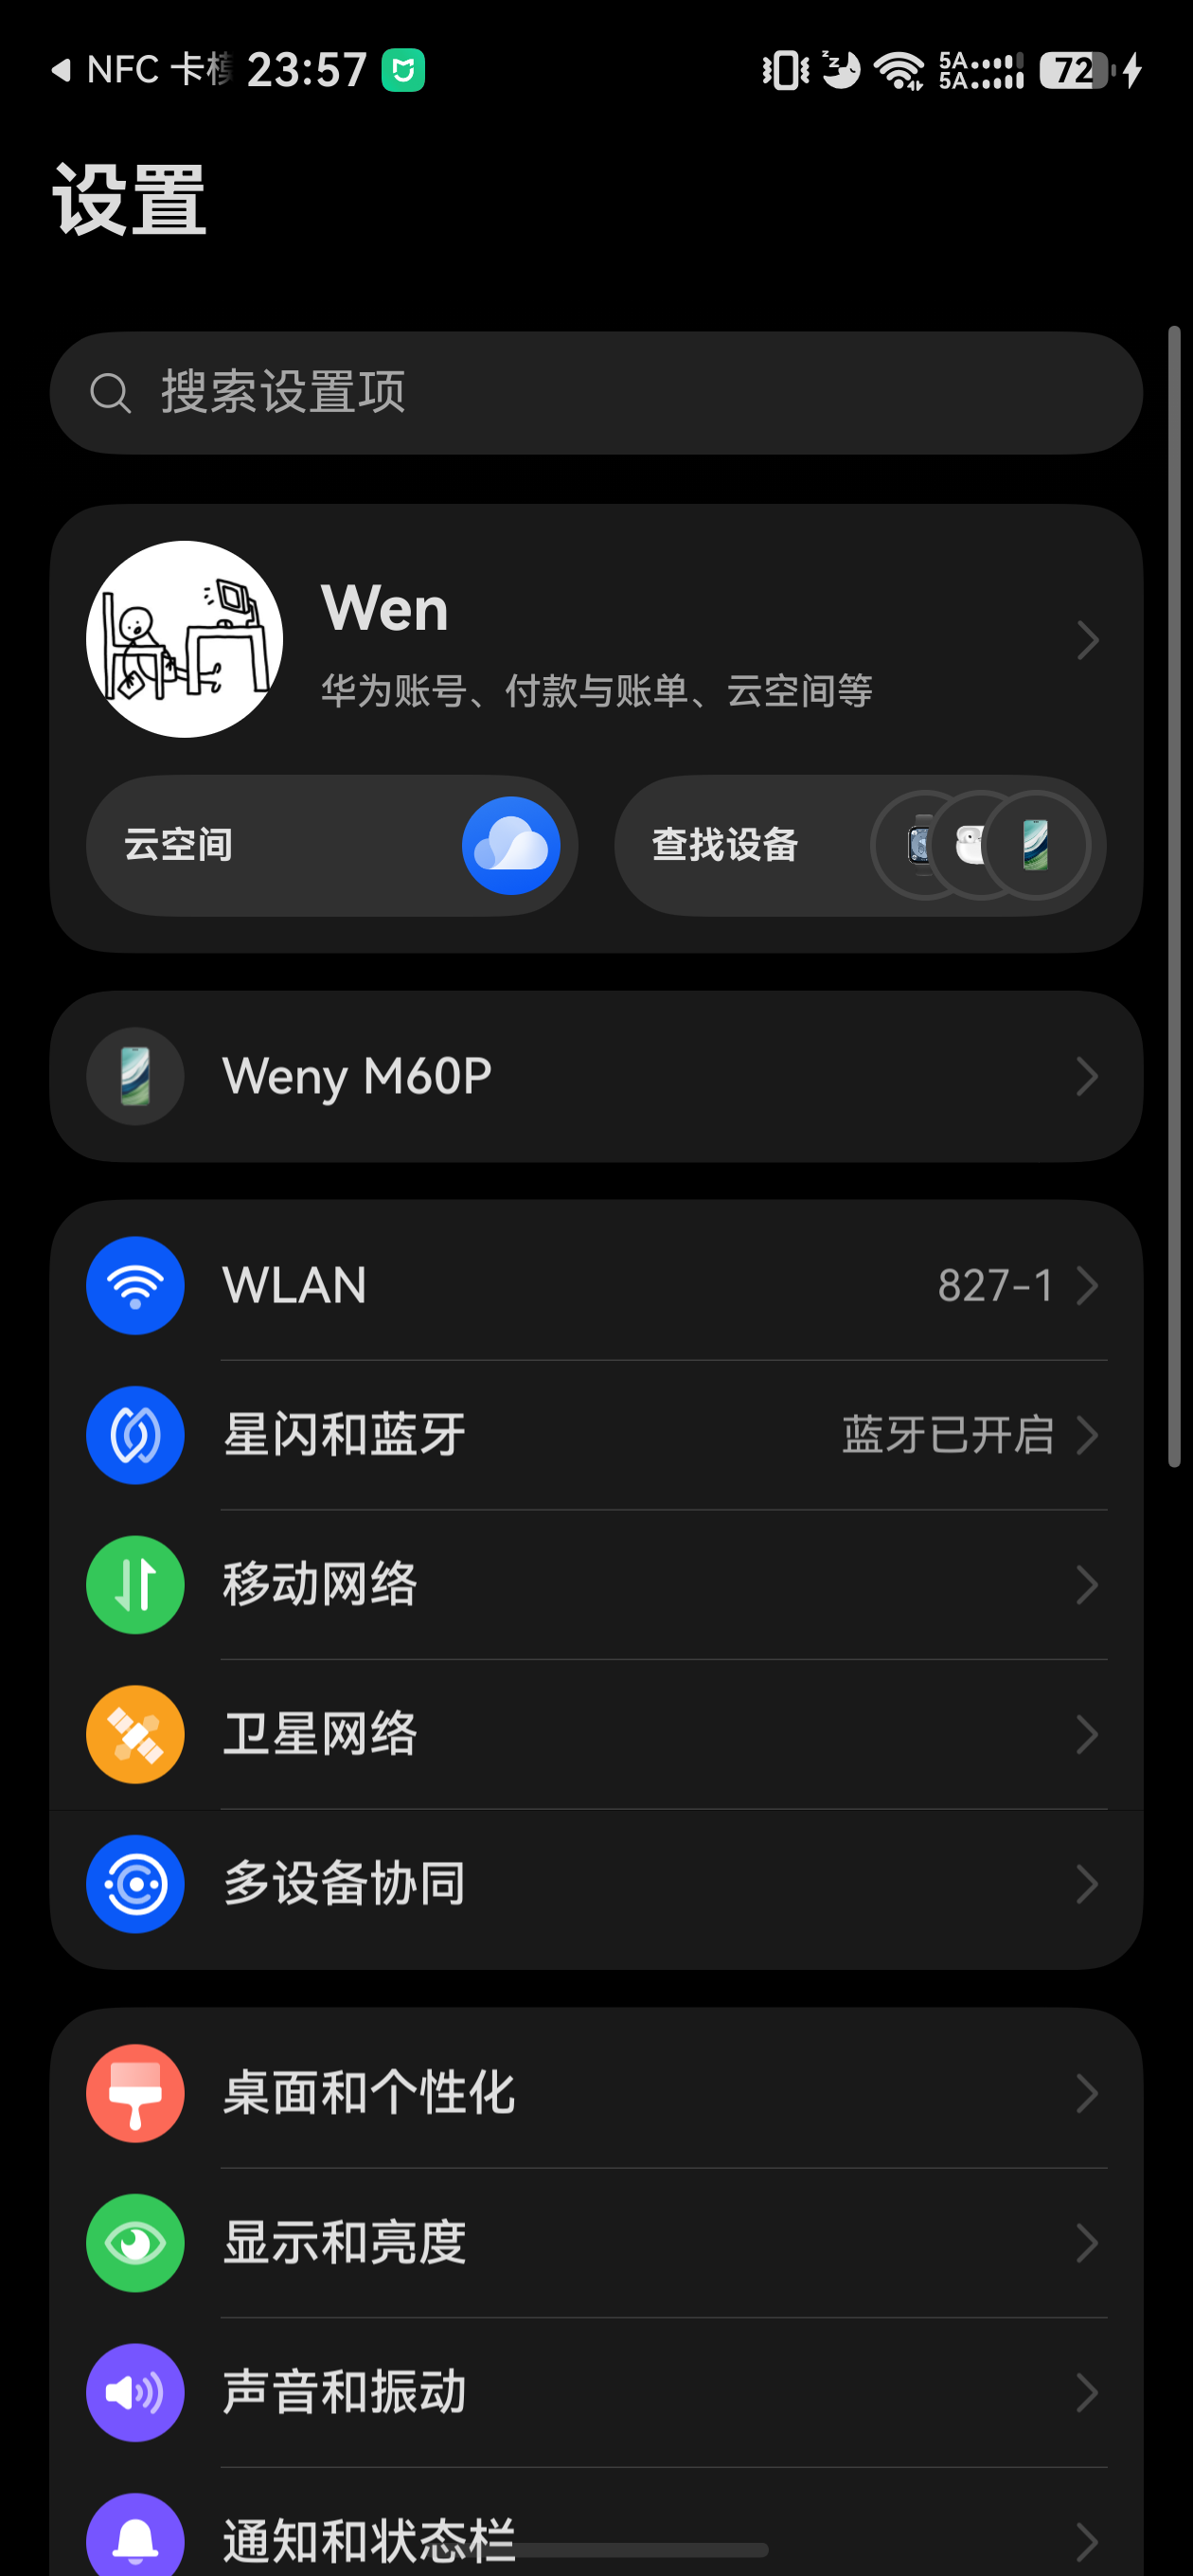 NFC 卡模 23:57
5A
5A
72
设置
搜索设置项
Wen
华为账号、付款与账单、云空间等
云空间
查找设备
Weny M60P
WLAN 827-1
星闪和蓝牙 蓝牙已开启
移动网络
卫星网络
多设备协同
桌面和个性化
显示和亮度
声音和振动
通知和状态栏